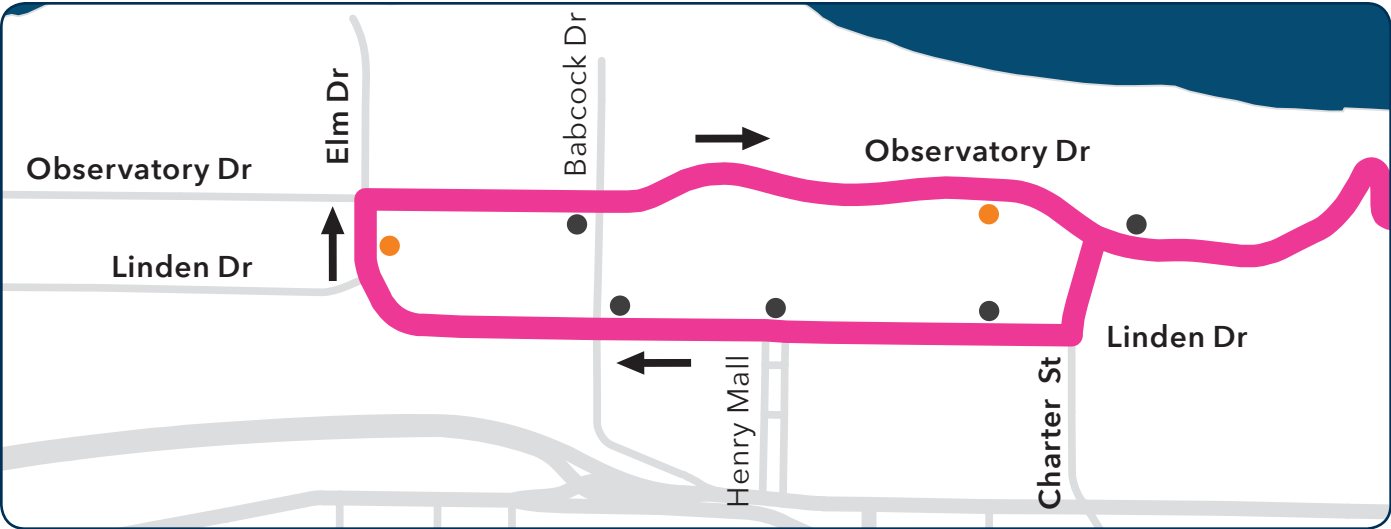 Elm Dr
Babcock Dr
Observatory Dr
Observatory Dr
Linden Dr
Linden Dr
Henry Mall
Charter St